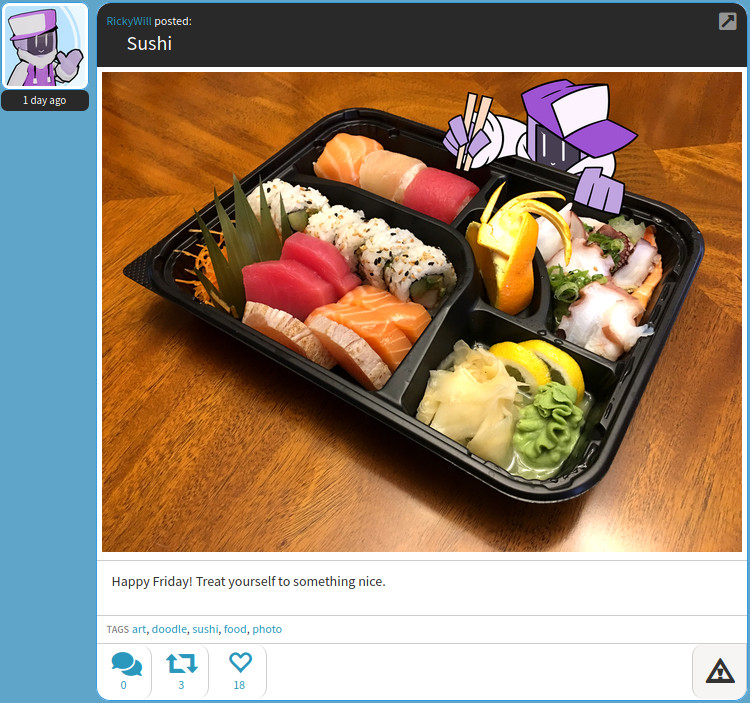 RickyWill posted:
Sushi
1 day ago
Happy Friday! Treat yourself to something nice.
TAGS art, doodle, sushi, food, photo
0 3 18